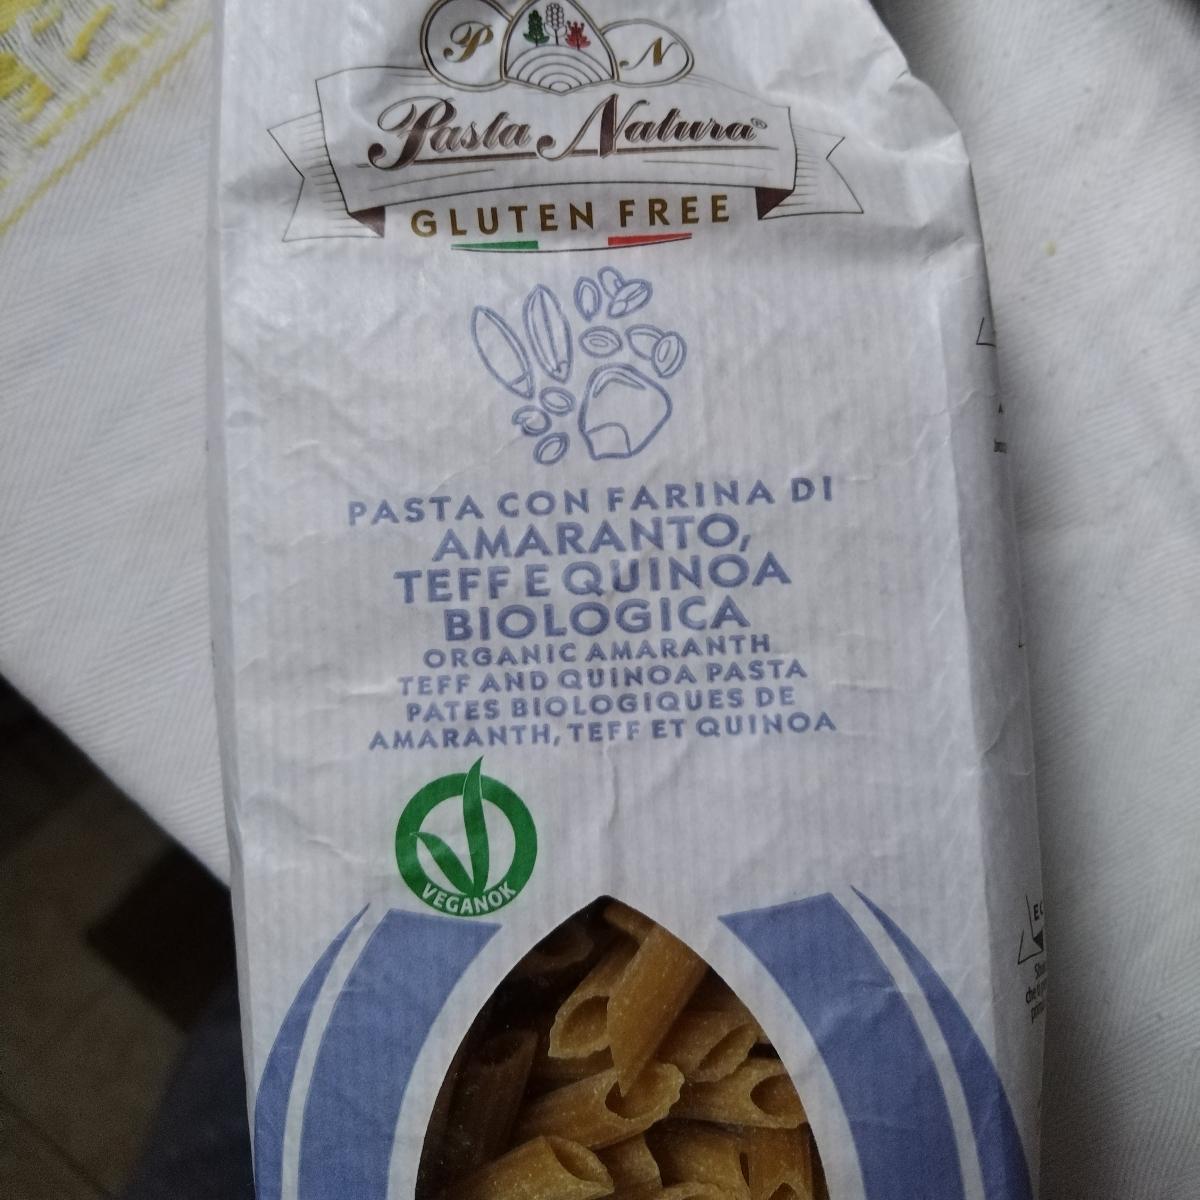 P N
Pasta Natura®
GLUTEN FREE
PASTA CON FARINA DI
AMARANTO,
TEFF E QUINOA
BIOLOGICA
ORGANIC AMARANTH
TEFF AND QUINOA PASTA
PATES BIOLOGIQUES DE
AMARANTH, TEFF ET QUINOA
VEGANOK